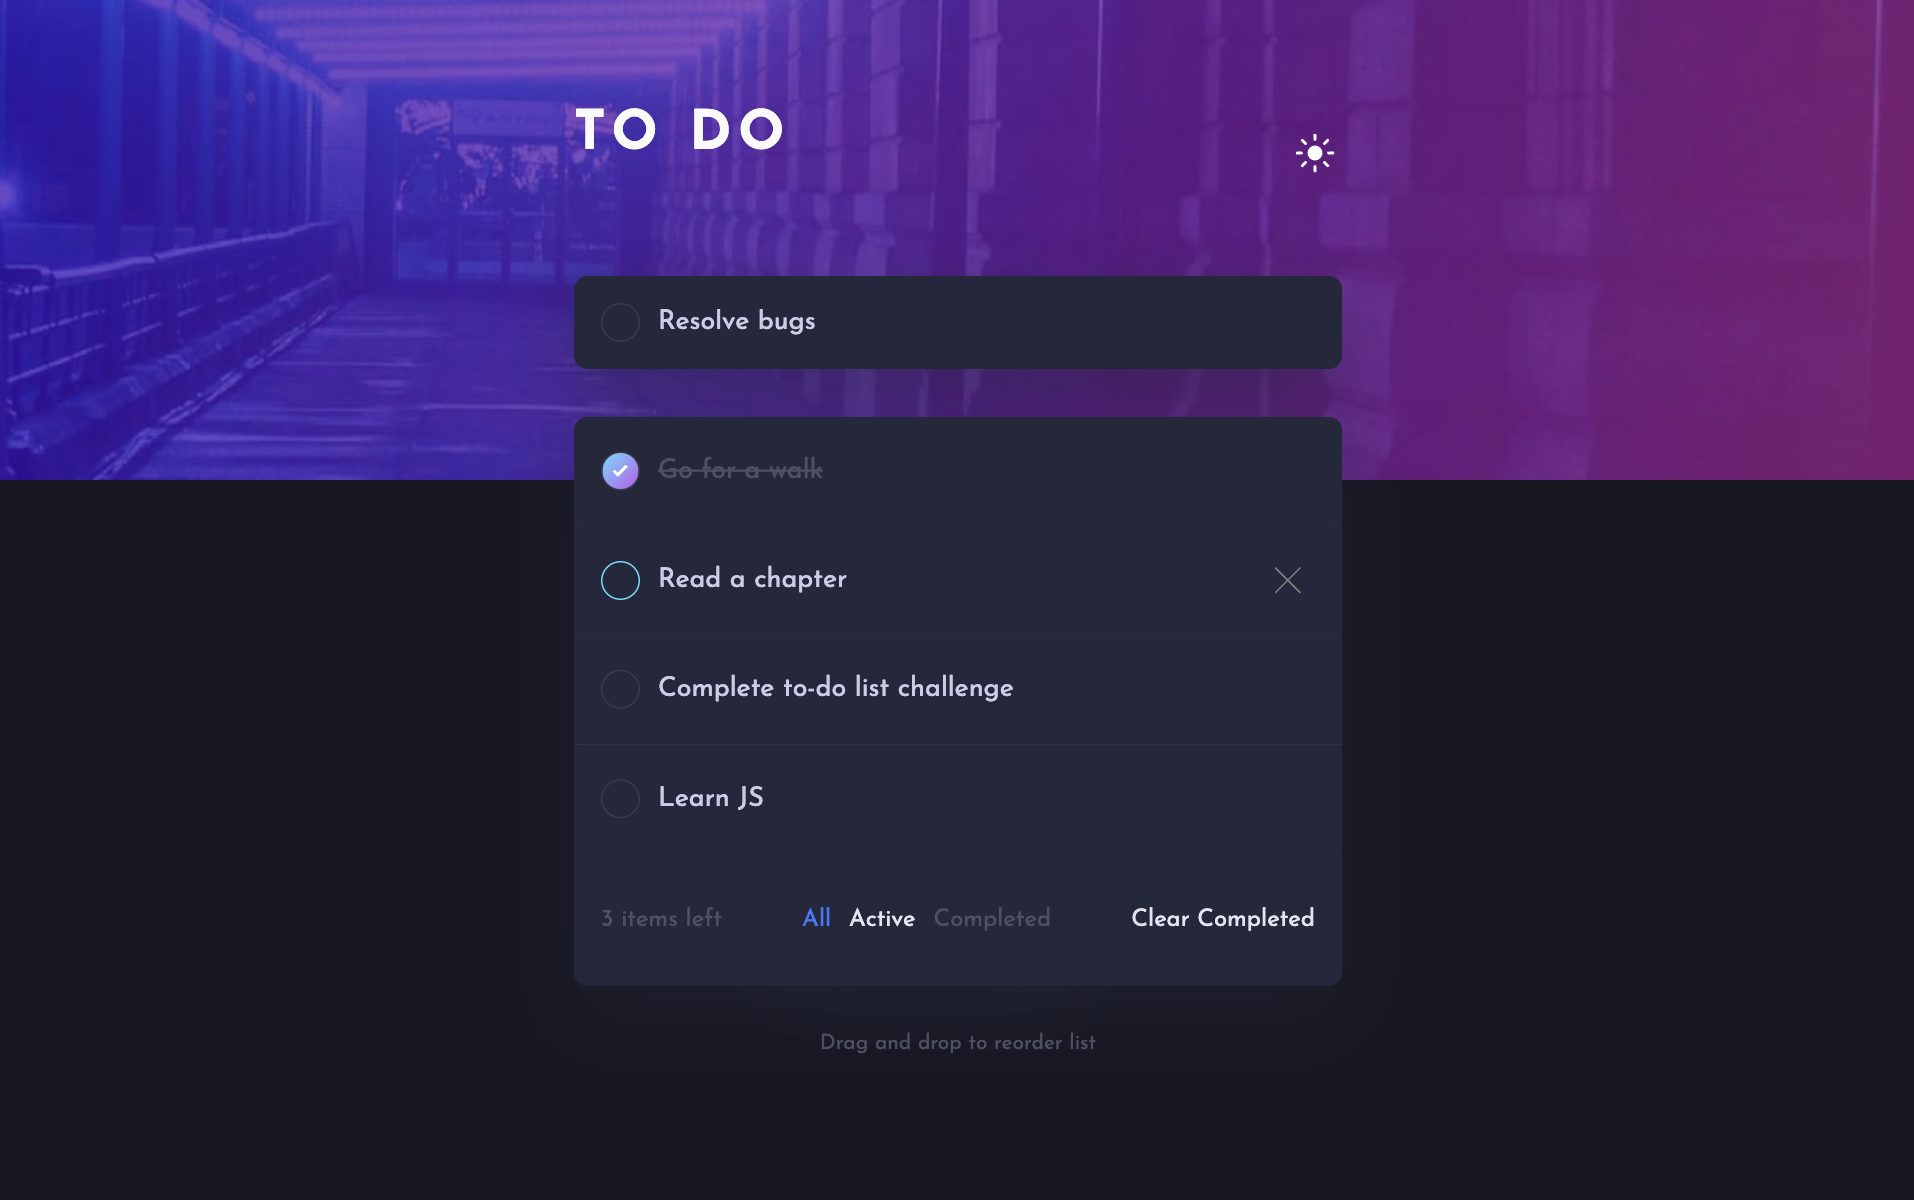 TO DO
Resolve bugs
Go for a walk
Read a chapter
Complete to-do list challenge
Learn JS
3 items left
All Active Completed
Clear Completed
Drag and drop to reorder list